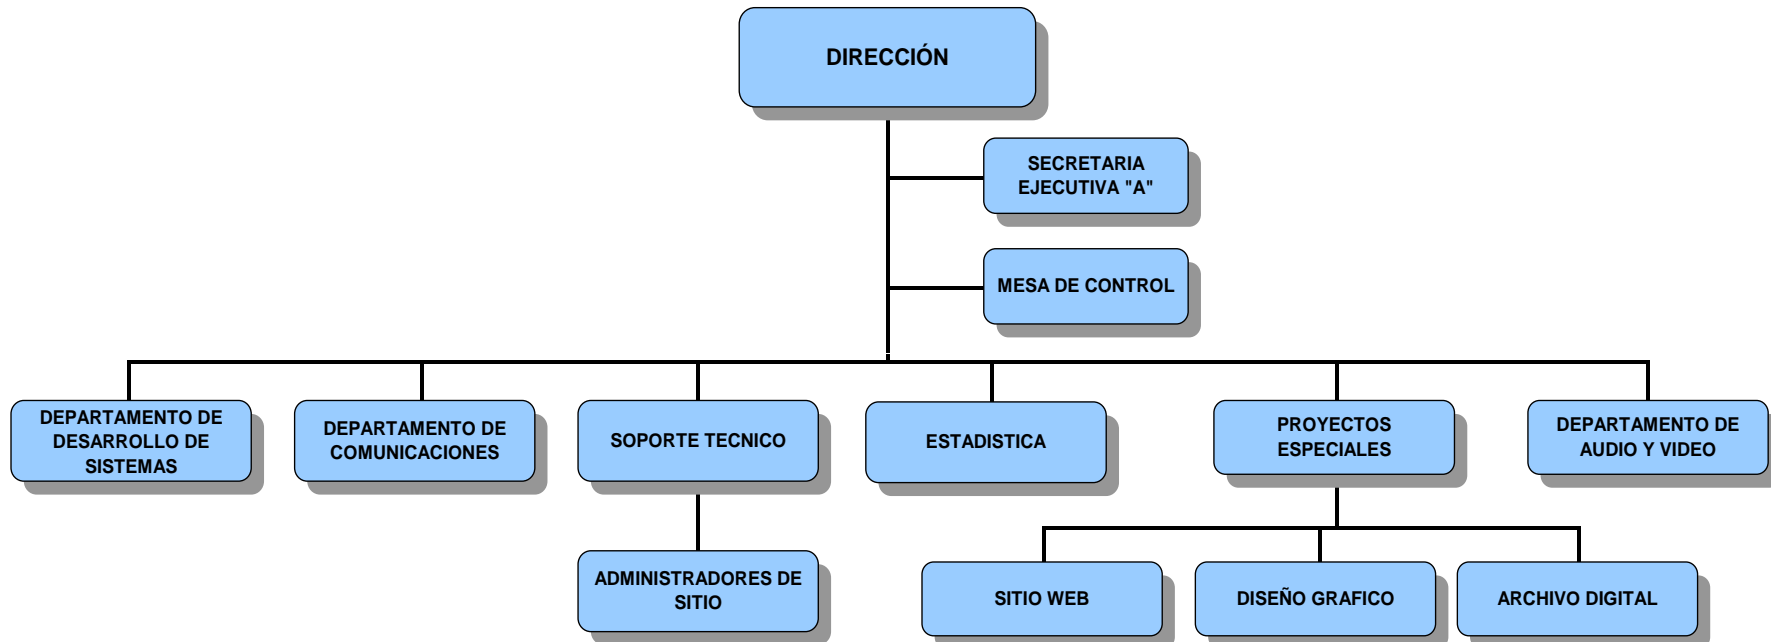 DIRECCIÓN
SECRETARIA
EJECUTIVA "A"
MESA DE CONTROL
DEPARTAMENTO DE
DESARROLLO DE
SISTEMAS
DEPARTAMENTO DE
COMUNICACIONES
SOPORTE TECNICO
ESTADISTICA
PROYECTOS
ESPECIALES
DEPARTAMENTO DE
AUDIO Y VIDEO
ADMINISTRADORES DE
SITIO
SITIO WEB
DISEÑO GRAFICO
ARCHIVO DIGITAL